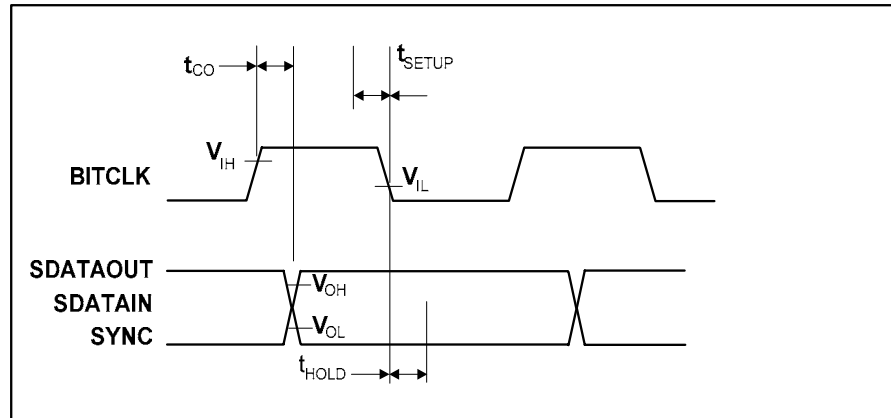 tCO
tSETUP
VIH
BITCLK
VIL
SDATAOUT
VOH
SDATAIN
VOL
SYNC
tHOLD